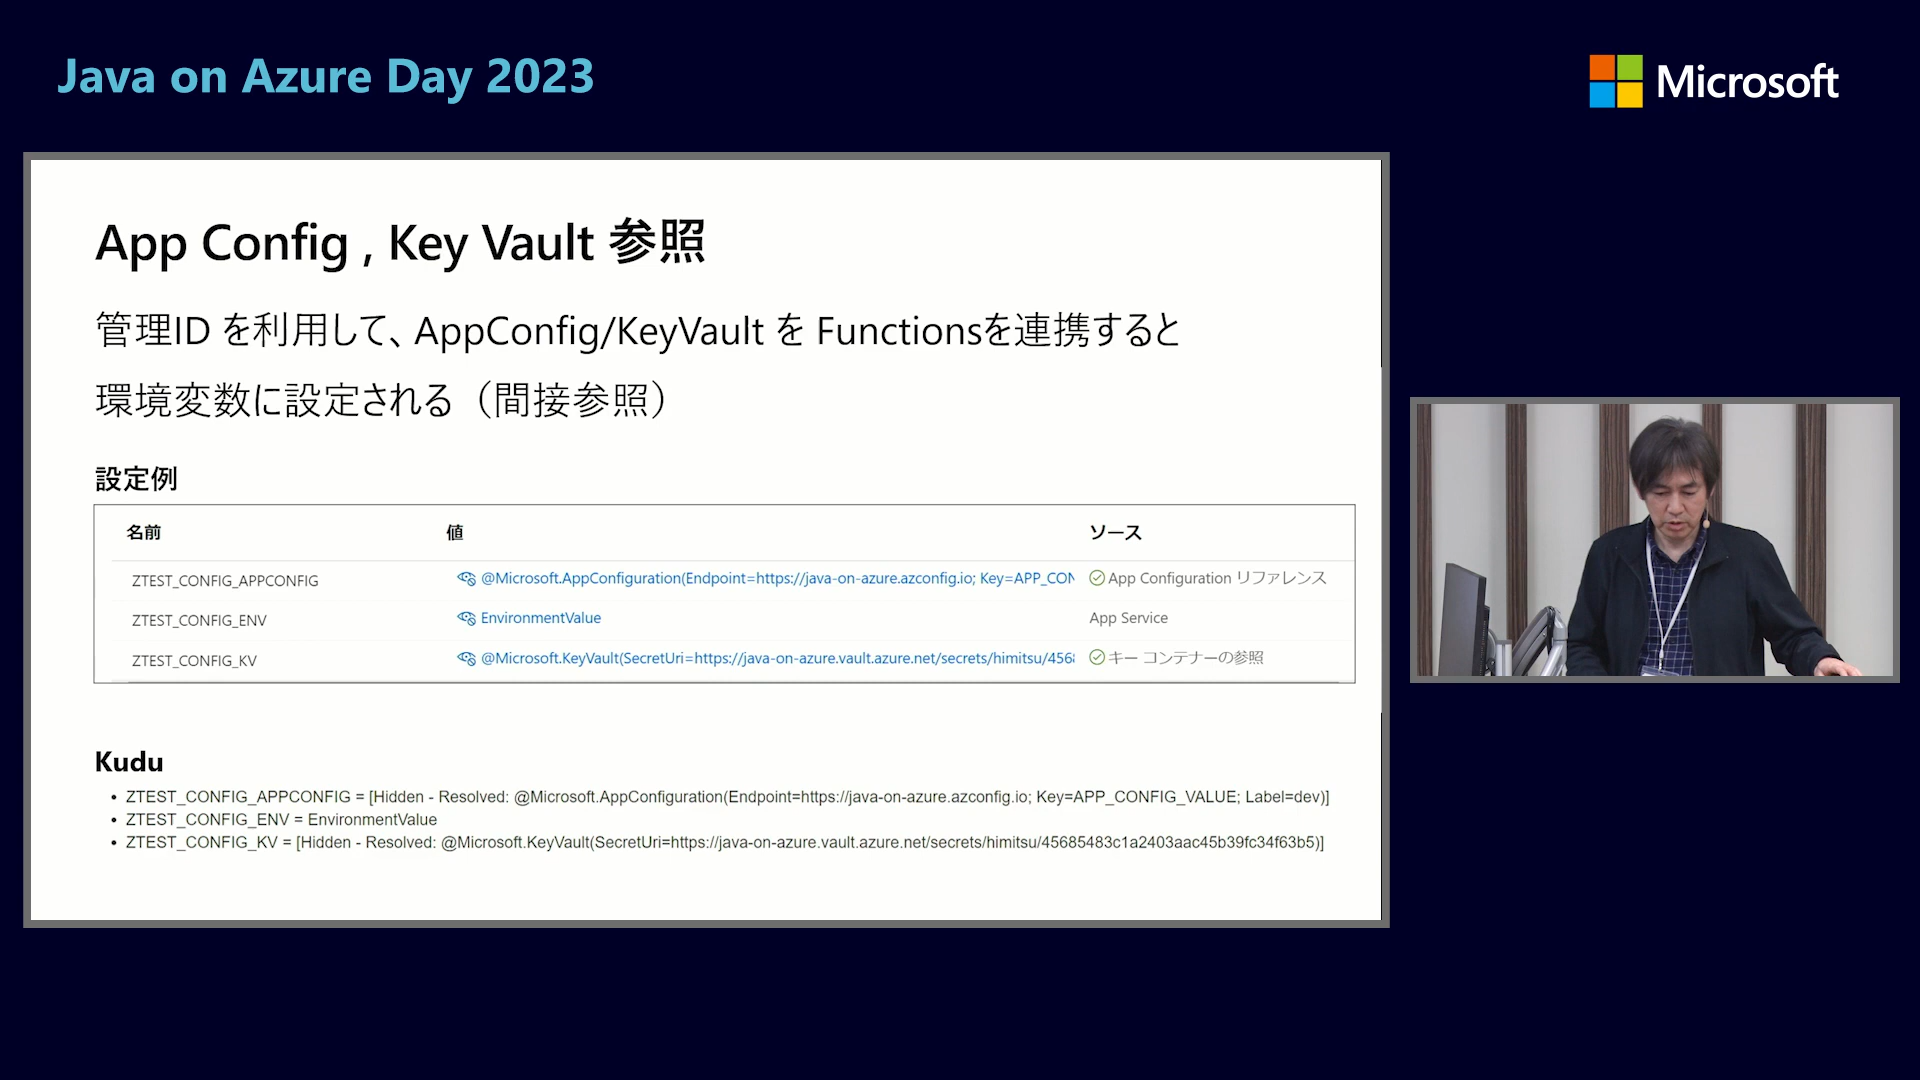 Java on Azure Day 2023
Microsoft
App Config , Key Vault 参照
管理ID を利用して、AppConfig/KeyVault を Functionsを連携すると
環境変数に設定される（間接参照）
設定例
名前 値 ソース
ZTEST_CONFIG_APPCONFIG @Microsoft.AppConfiguration(Endpoint=https://java-on-azure.azconfig.io; Key=APP_CON App Configuration リファレンス
ZTEST_CONFIG_ENV EnvironmentValue App Service
ZTEST_CONFIG_KV @Microsoft.KeyVault(SecretUri=https://java-on-azure.vault.azure.net/secrets/himitsu/456 キー コンテナーの参照
Kudu
• ZTEST_CONFIG_APPCONFIG = [Hidden - Resolved: @Microsoft.AppConfiguration(Endpoint=https://java-on-azure.azconfig.io; Key=APP_CONFIG_VALUE; Label=dev)]
• ZTEST_CONFIG_ENV = EnvironmentValue
• ZTEST_CONFIG_KV = [Hidden - Resolved: @Microsoft.KeyVault(SecretUri=https://java-on-azure.vault.azure.net/secrets/himitsu/45685483c1a2403aac45b39fc34f63b5)]